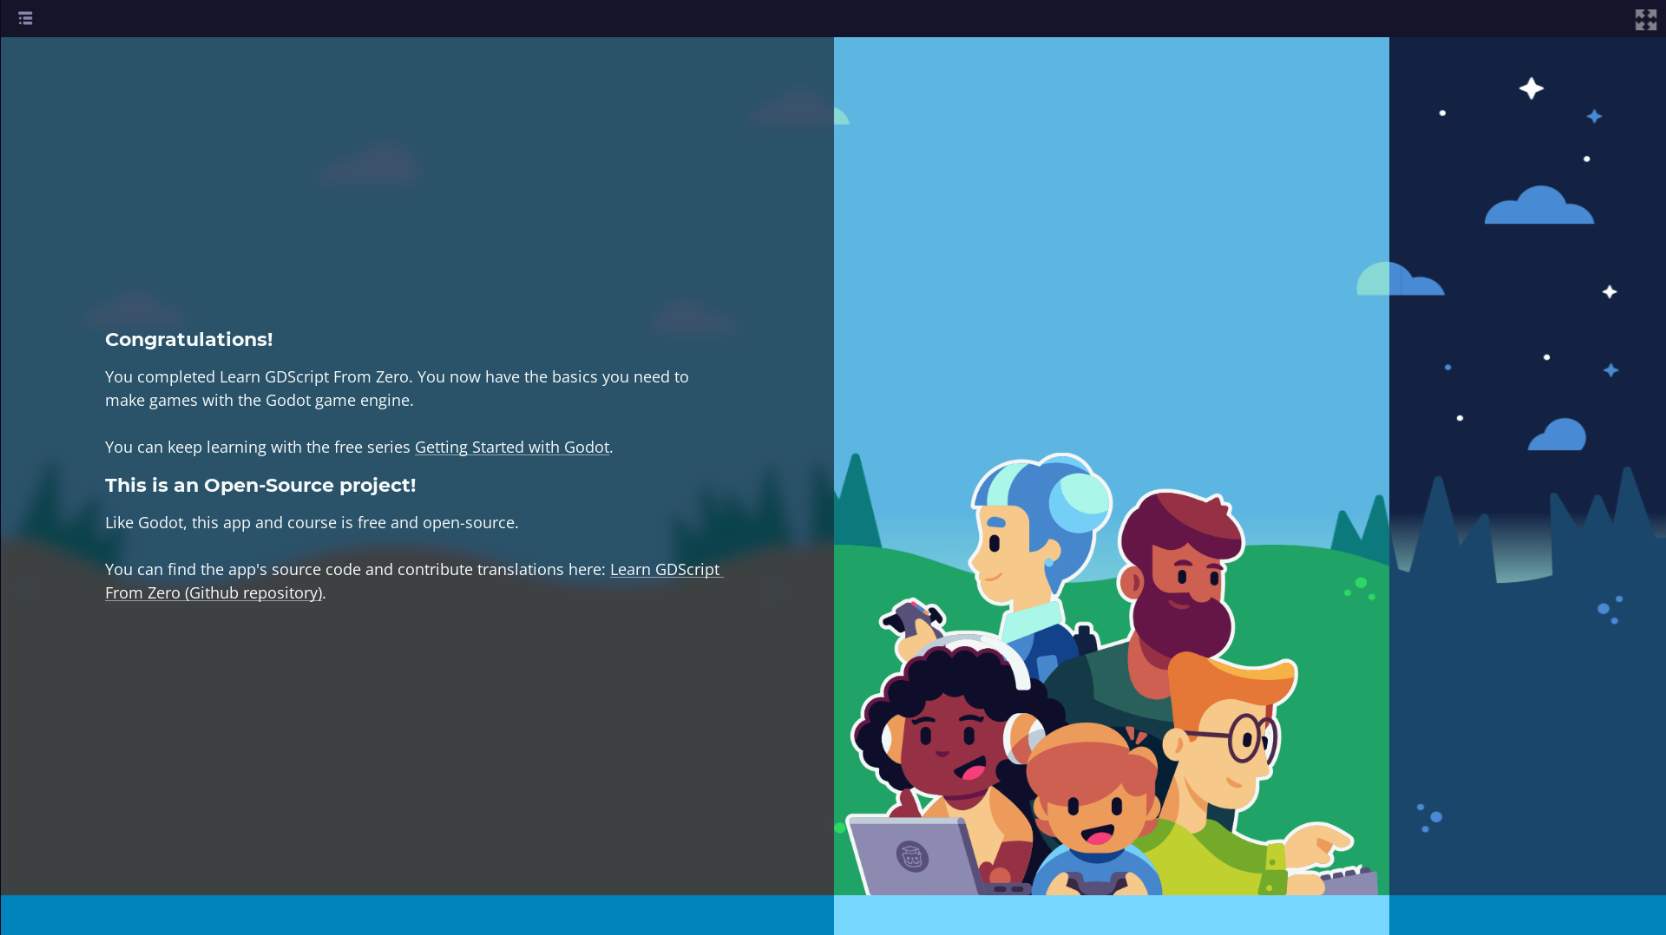 Congratulations!
You completed Learn GDScript From Zero. You now have the basics you need to
make games with the Godot game engine.
You can keep learning with the free series Getting Started with Godot.
This is an Open-Source project!
Like Godot, this app and course is free and open-source.
You can find the app's source code and contribute translations here: Learn GDScript
From Zero (Github repository).